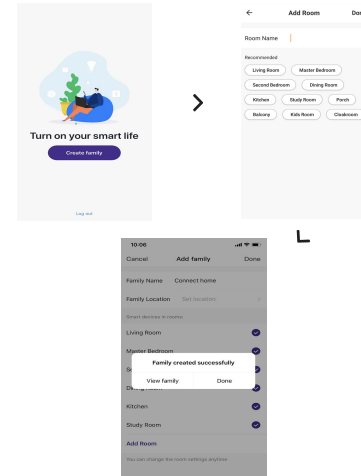 Turn on your smart life
Create family
Log out
Add Room
Room Name
Recommended
Living Room Master Bedroom
Second Bedroom Dining Room
Kitchen Study Room Porch
Balcony Kids Room Cloakroom
10:06
Cancel Add family Done
Family Name Connect home
Family Location Set location
Smart devices in rooms:
Living Room
Master Bedroom
Family created successfully
View family Done
Kitchen
Study Room
Add Room
You can change the room settings anytime